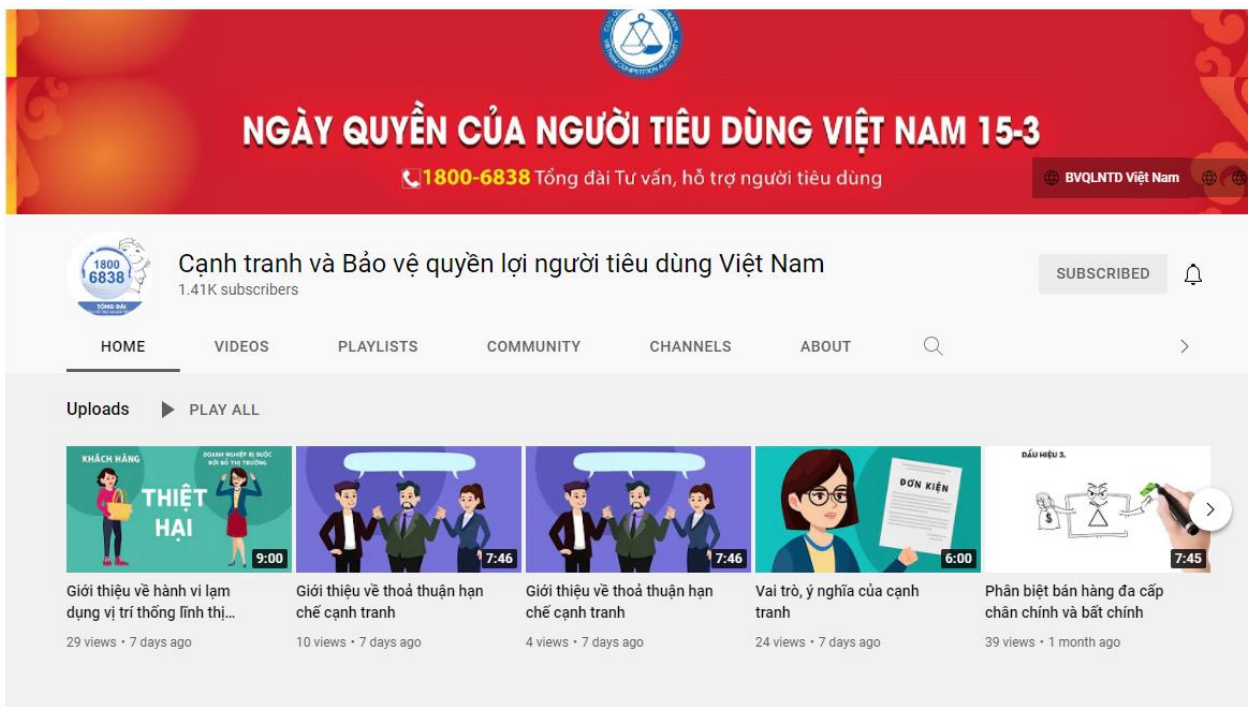 VIETNAM COMPETITION AUTHORITY
NGÀY QUYỀN CỦA NGƯỜI TIÊU DÙNG VIỆT NAM 15-3
1800-6838 Tổng đài Tư vấn, hỗ trợ người tiêu dùng
BVQLNTD Việt Nam
1800
6838
TỔNG ĐÀI
Cạnh tranh và Bảo vệ quyền lợi người tiêu dùng Việt Nam
1.41K subscribers
SUBSCRIBED
HOME VIDEOS PLAYLISTS COMMUNITY CHANNELS ABOUT
Uploads PLAY ALL
KHÁCH HÀNG
DOANH NGHIỆP BỊ BUỘC
RỜI BỎ THỊ TRƯỜNG
THIỆT
HẠI
9:00
7:46
7:46
ĐƠN KIỆN
6:00
DẤU HIỆU 3.
$
7:45
Giới thiệu về hành vi lạm
dụng vị trí thống lĩnh thị...
29 views • 7 days ago
Giới thiệu về thoả thuận hạn
chế cạnh tranh
10 views • 7 days ago
Giới thiệu về thoả thuận hạn
chế cạnh tranh
4 views • 7 days ago
Vai trò, ý nghĩa của cạnh
tranh
24 views • 7 days ago
Phân biệt bán hàng đa cấp
chân chính và bất chính
39 views • 1 month ago